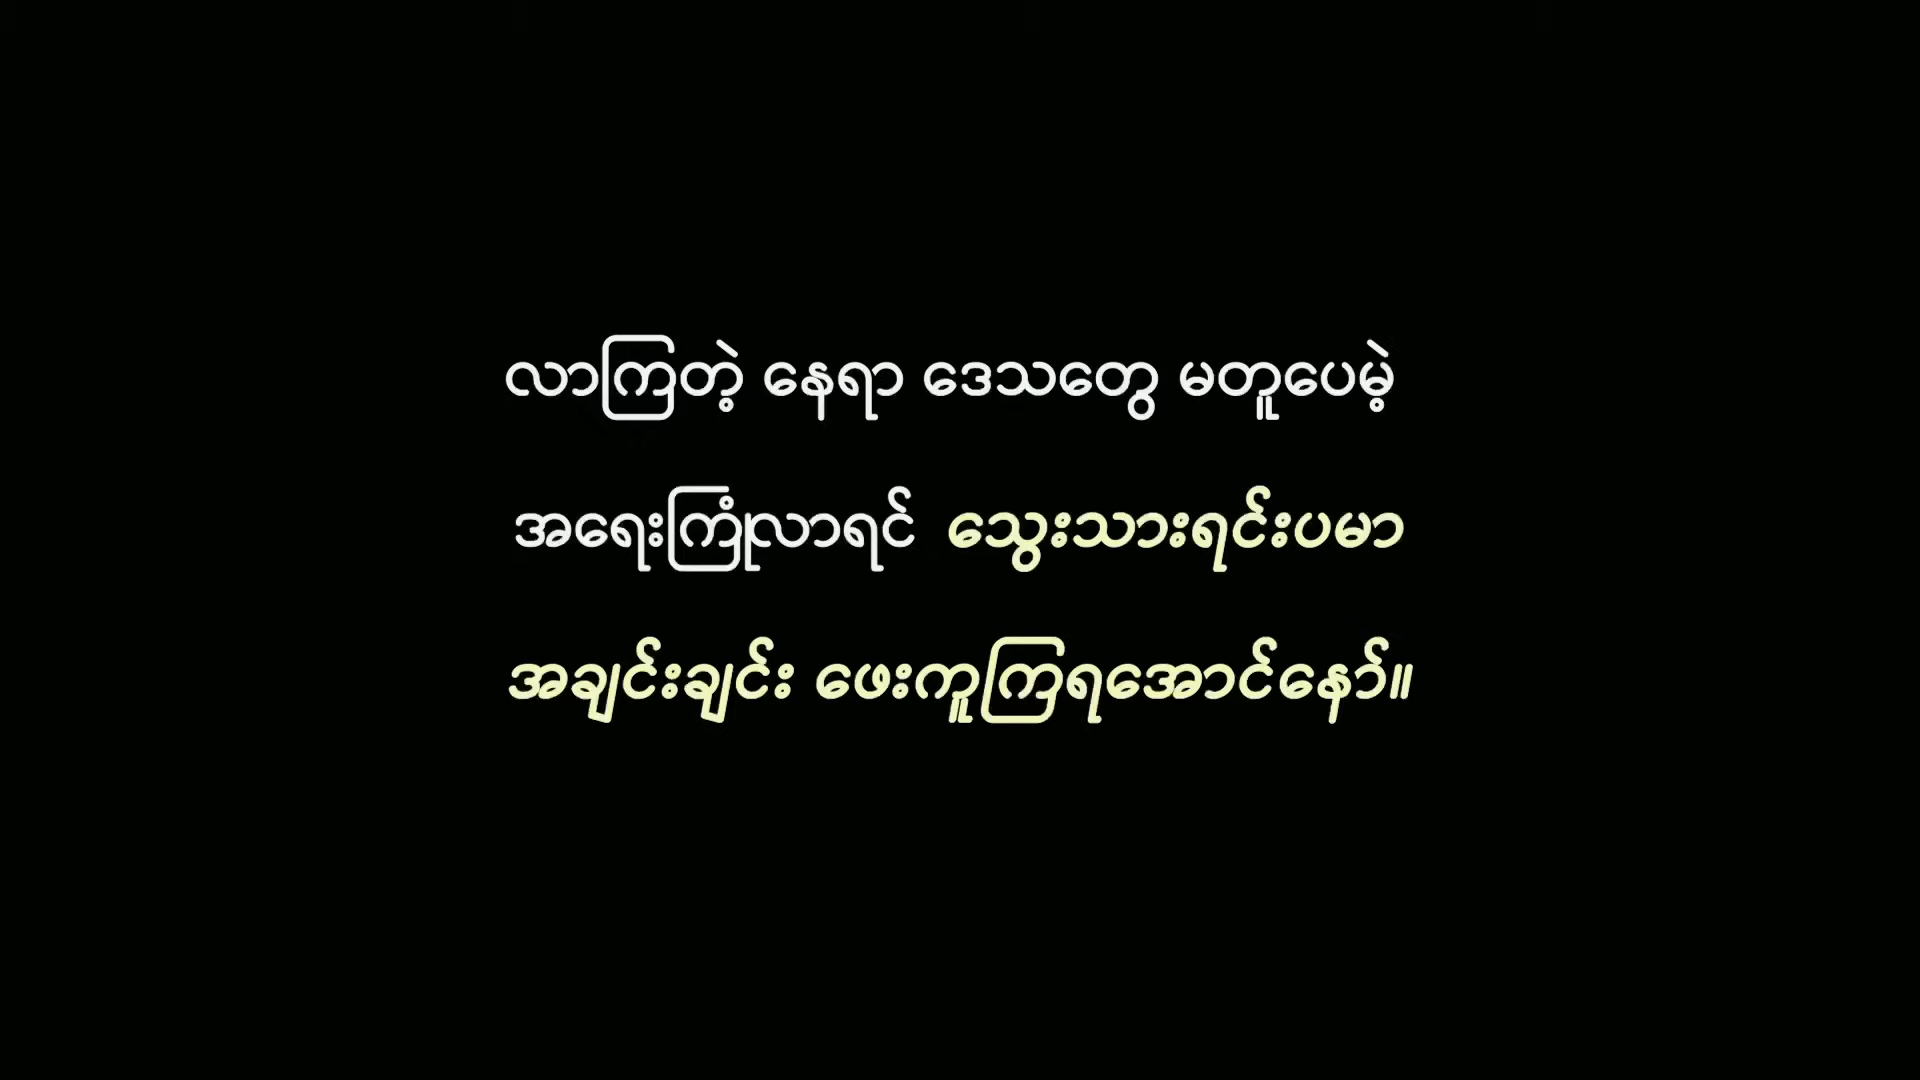 လာကြတဲ့ နေရာ ဒေသတွေ မတူပေမဲ့
အရေးကြုံလာရင် သွေးသားရင်းပမာ
အချင်းချင်း ဖေးကူကြရအောင်နော်။